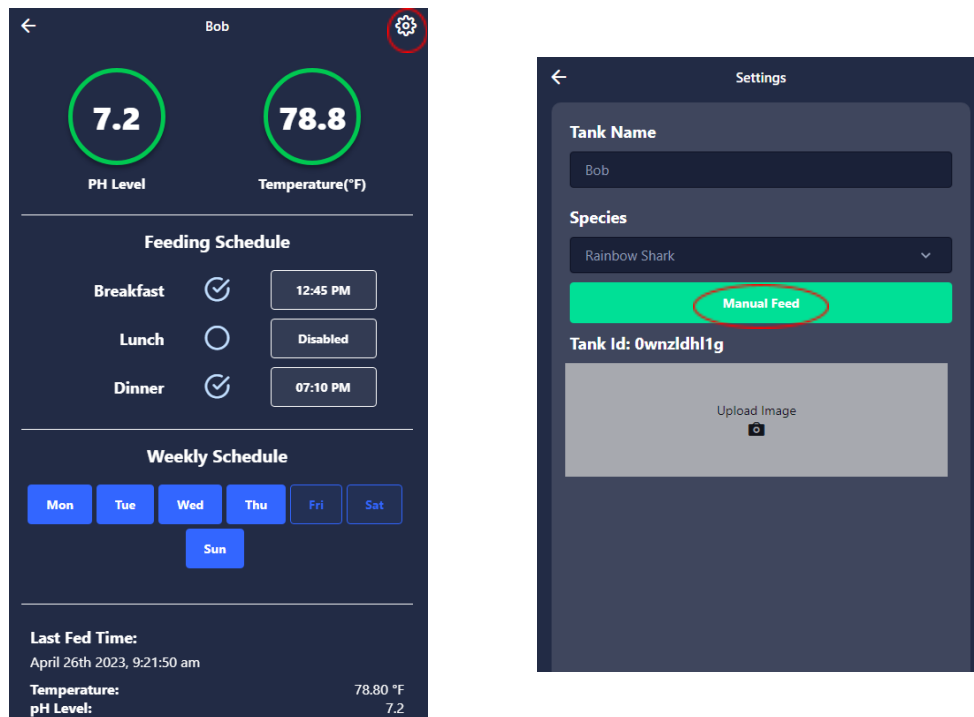 Bob
7.2
78.8
PH Level
Temperature(°F)
Feeding Schedule
Breakfast
12:45 PM
Lunch
Disabled
Dinner
07:10 PM
Weekly Schedule
Mon Tue Wed Thu Fri Sat
Sun
Last Fed Time:
April 26th 2023, 9:21:50 am
Temperature: 78.80 °F
pH Level: 7.2
Settings
Tank Name
Bob
Species
Rainbow Shark
Manual Feed
Tank Id: 0wnzldhl1g
Upload Image